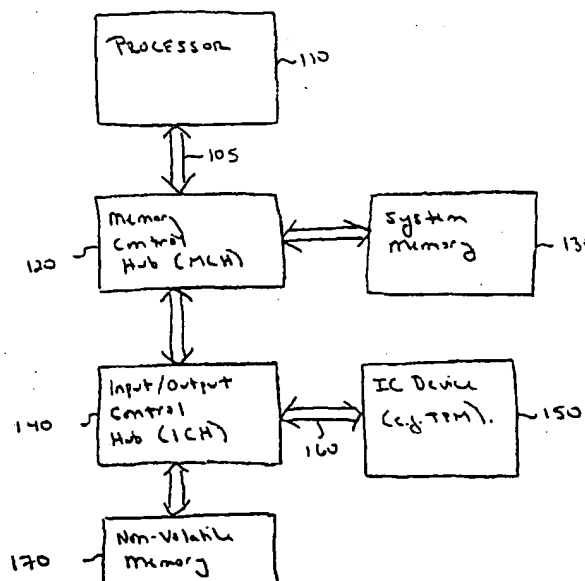 PROCESSOR
110
105
Memory
Control
Hub (MCH)
120
System
Memory
13
Input/Output
Control
Hub (ICH)
140
IC Device
(e.g. TPM).
150
160
Non-Volatile
Memory
170